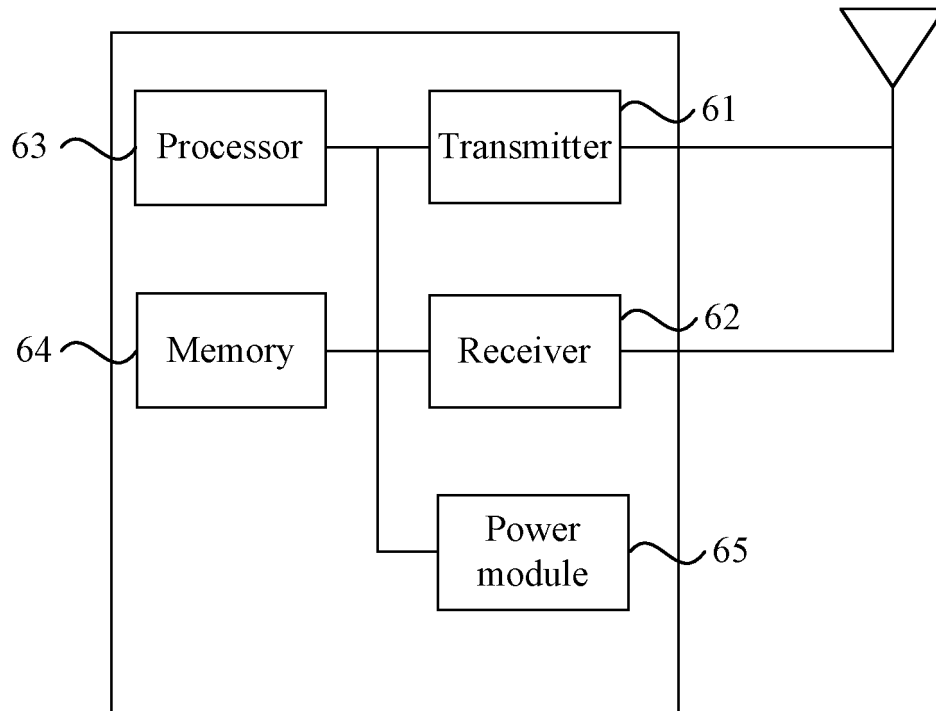 61
63
Processor
Transmitter
62
64
Memory
Receiver
Power
module
65